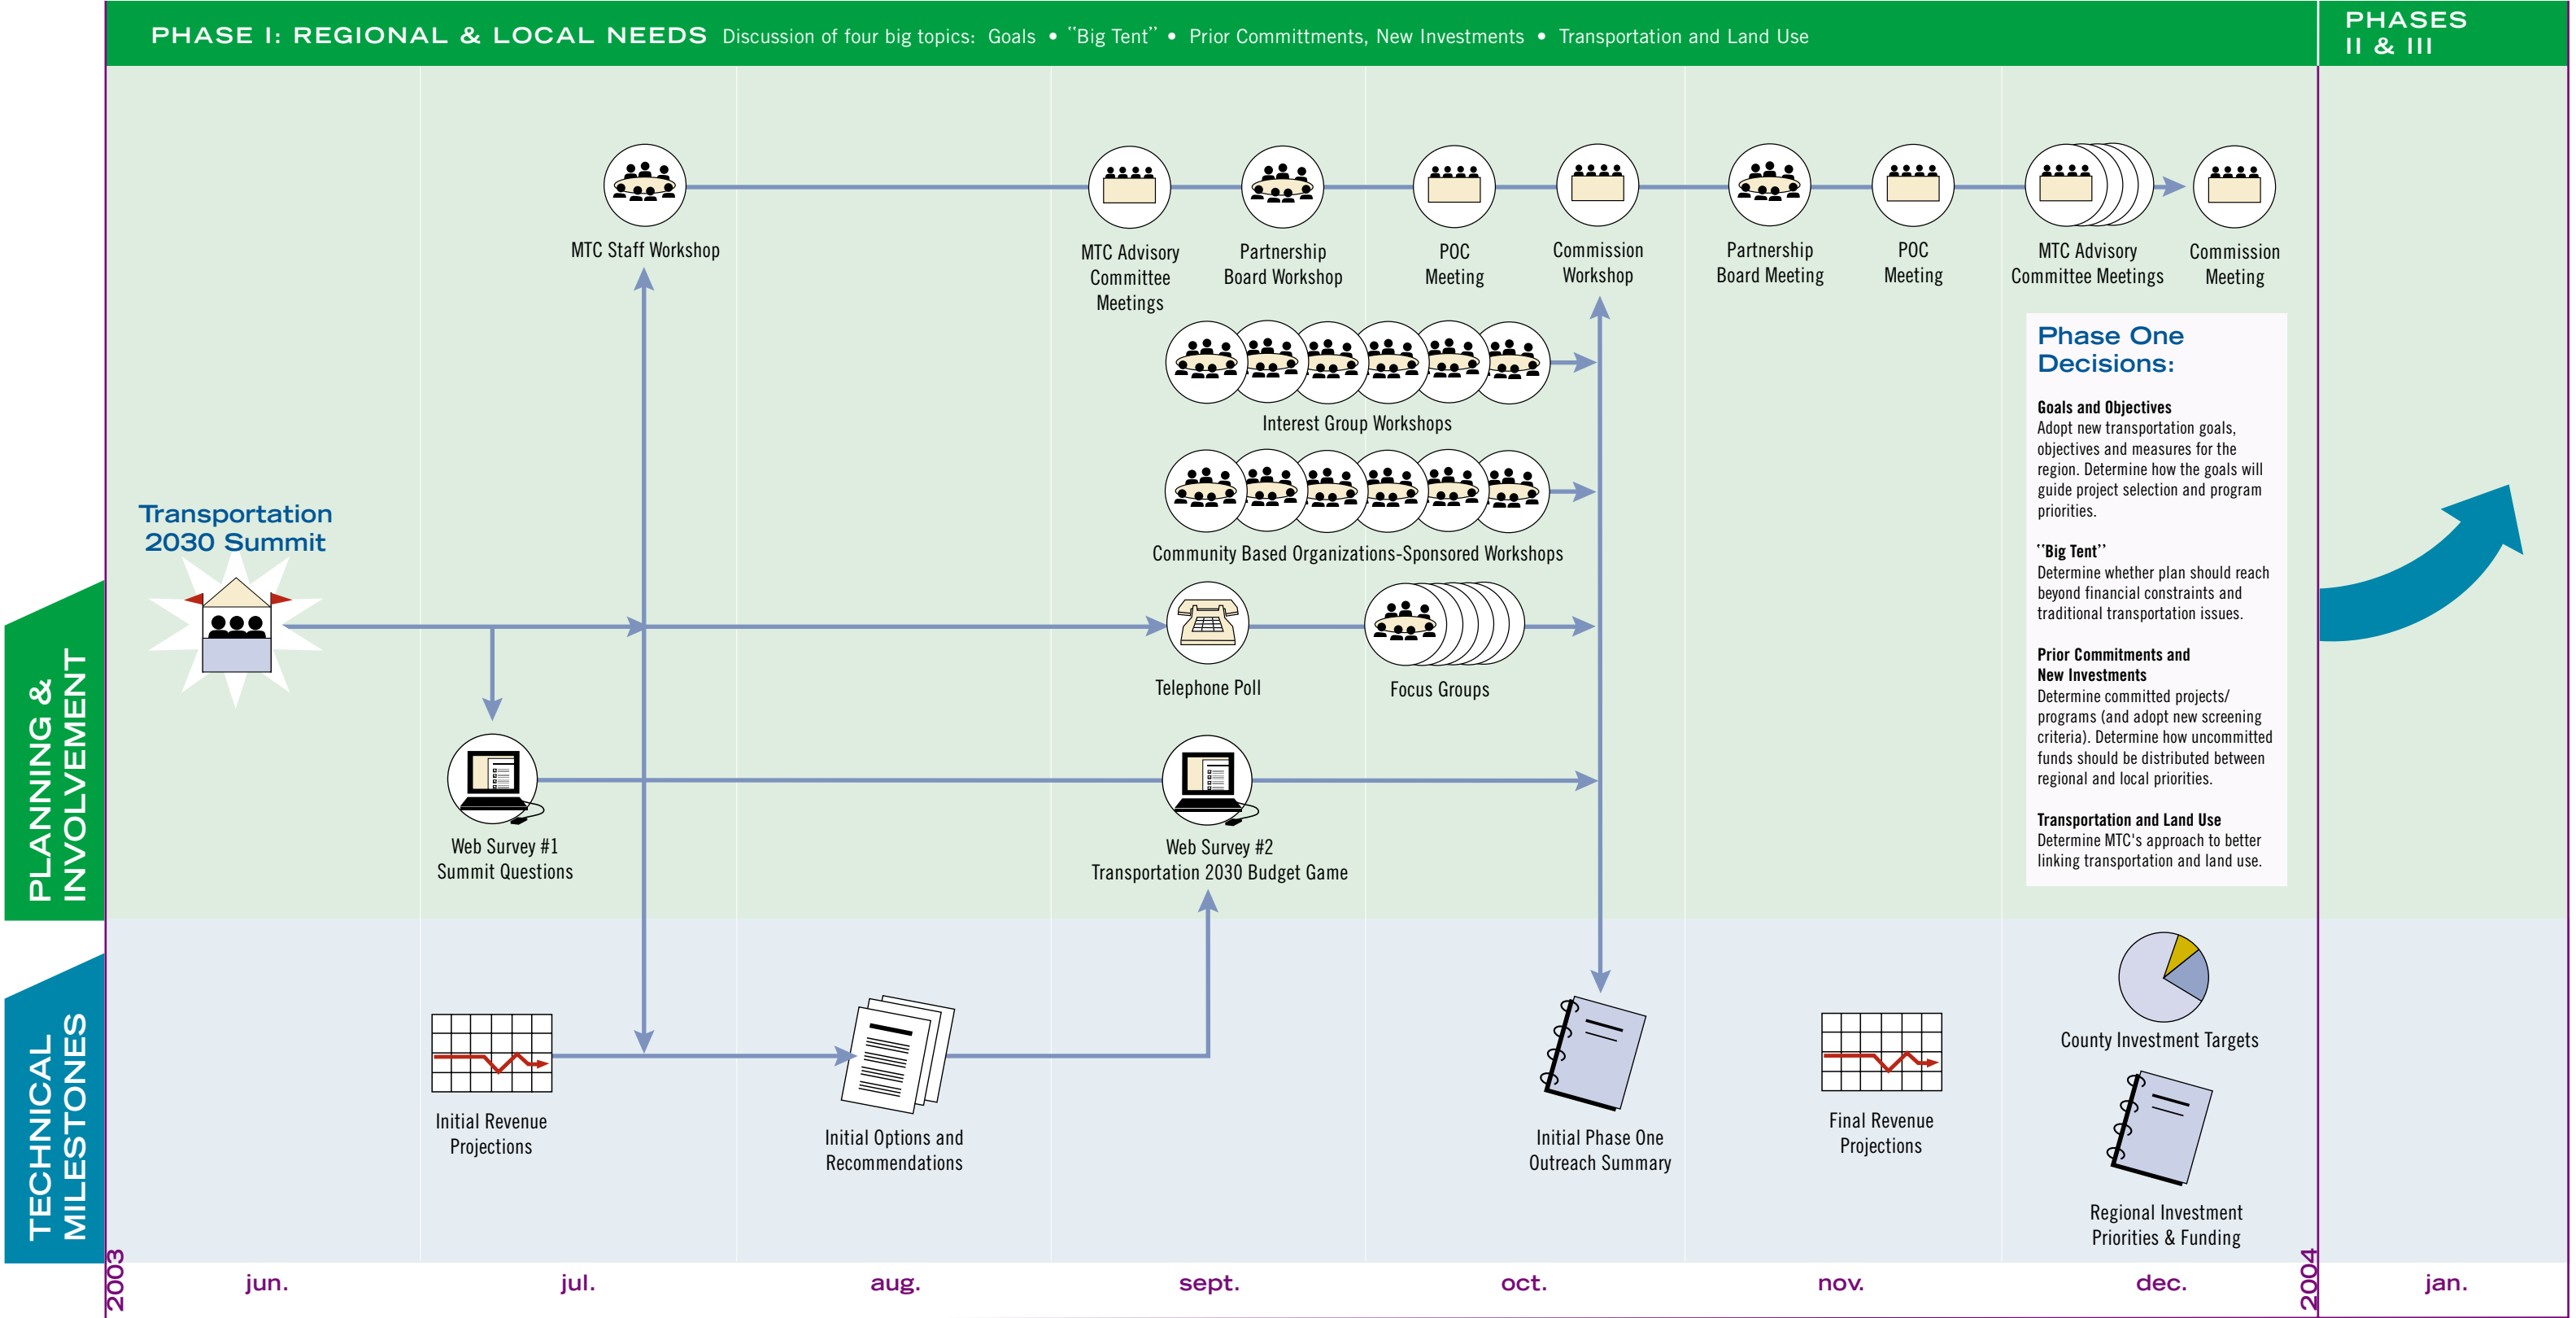 PHASE I: REGIONAL & LOCAL NEEDS Discussion of four big topics: Goals • “Big Tent” • Prior Committments, New Investments • Transportation and Land Use
PHASES
II & III
MTC Staff Workshop
MTC Advisory
Committee
Meetings
Partnership
Board Workshop
POC
Meeting
Commission
Workshop
Partnership
Board Meeting
POC
Meeting
MTC Advisory
Committee Meetings
Commission
Meeting
Interest Group Workshops
Community Based Organizations-Sponsored Workshops
Transportation
2030 Summit
Telephone Poll
Focus Groups
Web Survey #1
Summit Questions
Web Survey #2
Transportation 2030 Budget Game
Phase One
Decisions:
Goals and Objectives
Adopt new transportation goals,
objectives and measures for the
region. Determine how the goals will
guide project selection and program
priorities.
“Big Tent”
Determine whether plan should reach
beyond financial constraints and
traditional transportation issues.
Prior Commitments and
New Investments
Determine committed projects/
programs (and adopt new screening
criteria). Determine how uncommitted
funds should be distributed between
regional and local priorities.
Transportation and Land Use
Determine MTC's approach to better
linking transportation and land use.
PLANNING &
INVOLVEMENT
TECHNICAL
MILESTONES
Initial Revenue
Projections
Initial Options and
Recommendations
Initial Phase One
Outreach Summary
Final Revenue
Projections
County Investment Targets
Regional Investment
Priorities & Funding
2003
jun.
jul.
aug.
sept.
oct.
nov.
dec.
2004
jan.